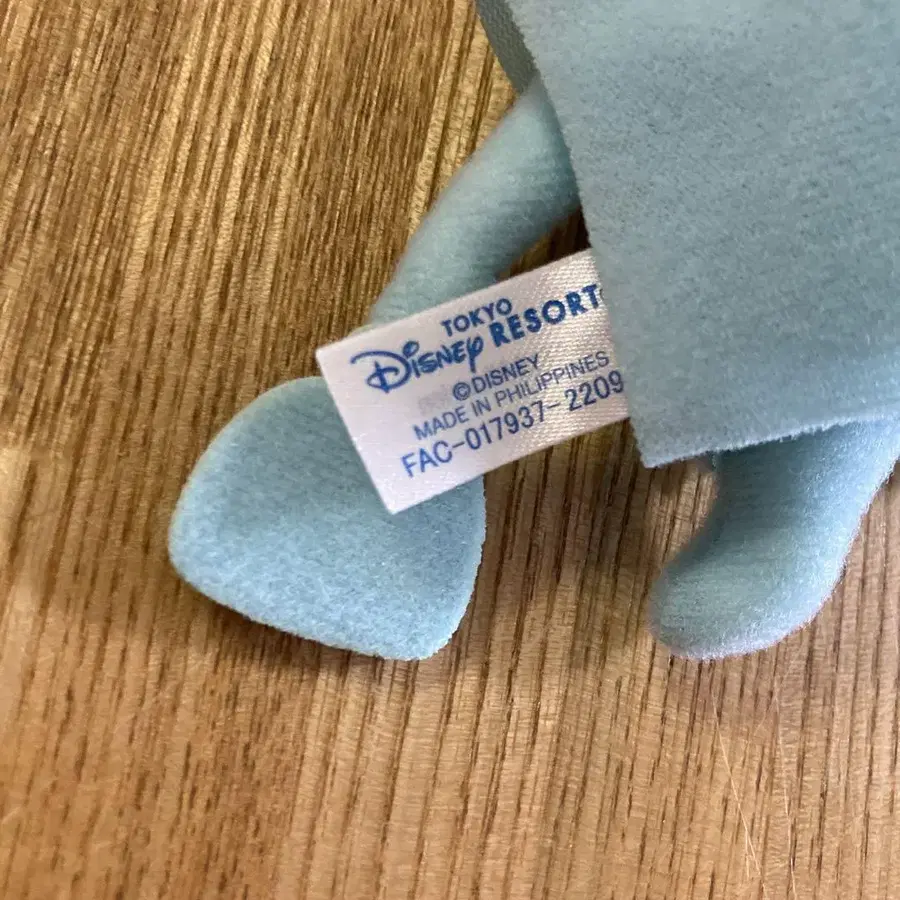 TOKYO
Disney RESORT
©DISNEY
MADE IN PHILIPPINES
FAC-017937-2209